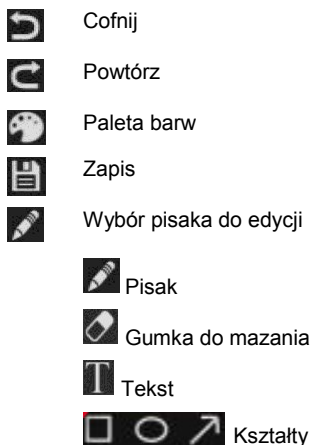 Cofnij
Powtórz
Paleta barw
Zapis
Wybór pisaka do edycji
Pisak
Gumka do mazania
T Tekst
Kształty